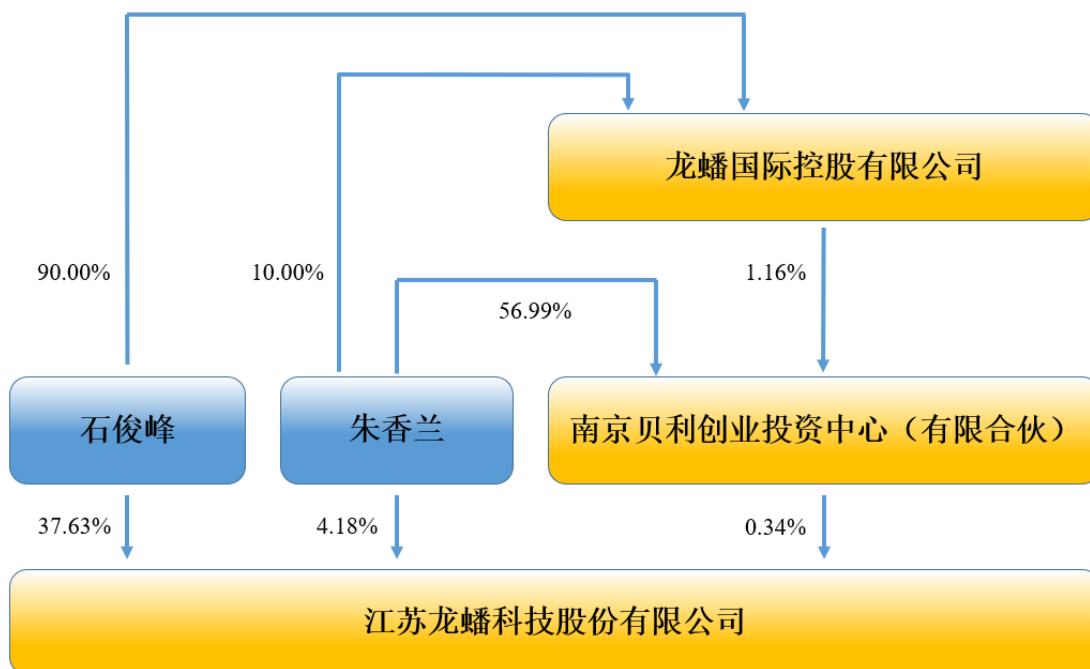 龙蟠国际控股有限公司
90.00%
10.00%
1.16%
56.99%
石俊峰
朱香兰
南京贝利创业投资中心（有限合伙）
37.63%
4.18%
0.34%
江苏龙蟠科技股份有限公司